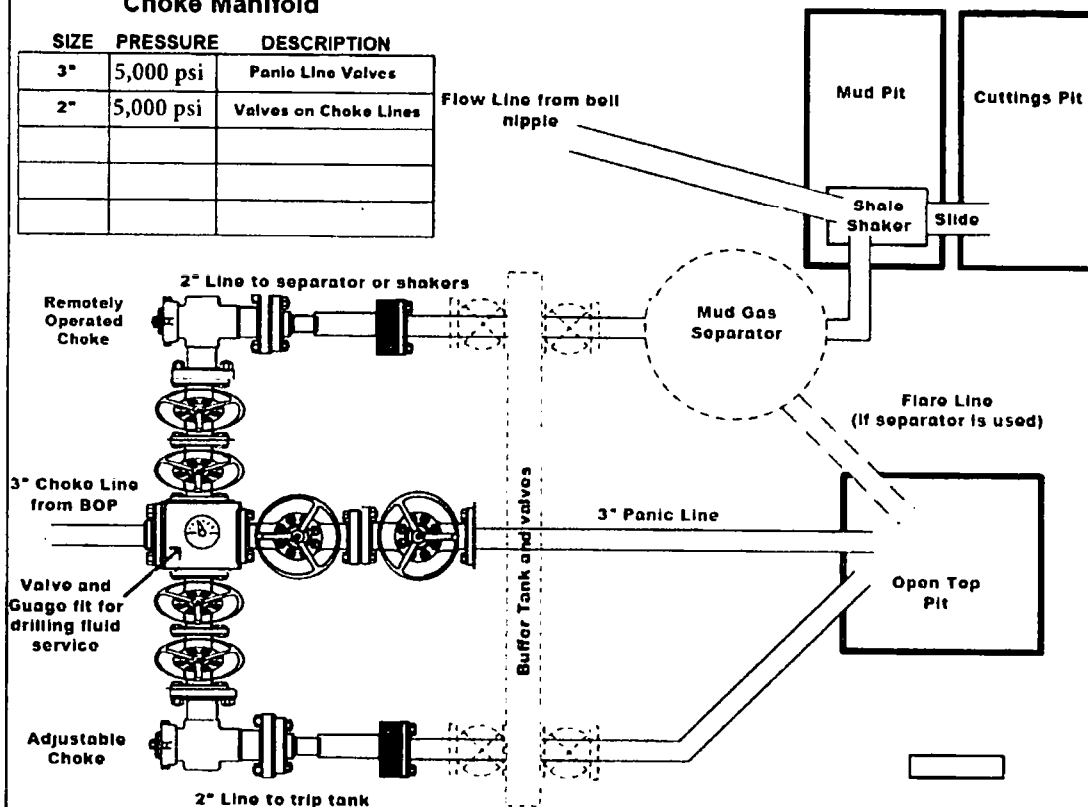 Choke Manifold
SIZE PRESSURE DESCRIPTION
3" 5,000 psi Panic Line Valves
2" 5,000 psi Valves on Choke Lines
Flow Line from bell
nipple
Mud Pit
Cuttings Pit
Shale
Shaker
Slide
2" Line to separator or shakers
Remotely
Operated
Choke
Mud Gas
Separator
Flare Line
(If separator is used)
3" Choke Line
from BOP
3" Panic Line
Buffer Tank and valves
Open Top
Pit
Valve and
Guage fit for
drilling fluid
service
Adjustable
Choke
2" Line to trip tank